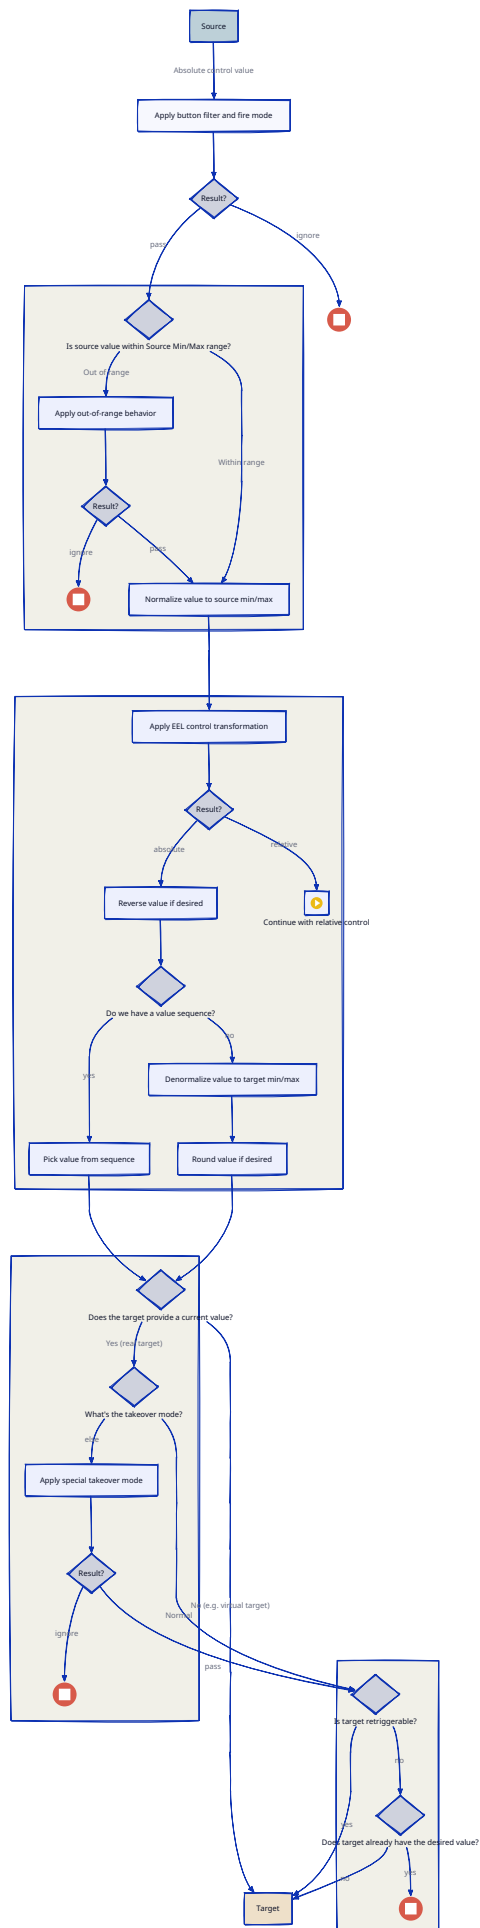 Source
Absolute control value
Apply button filter and fire mode
Result?
pass
ignore
Is source value within Source Min/Max range?
Out of range
Apply out-of-range behavior
Within range
Result?
ignore
pass
Normalize value to source min/max
Apply EEL control transformation
Result?
absolute
relative
Reverse value if desired
Continue with relative control
Do we have a value sequence?
no
yes
Denormalize value to target min/max
Pick value from sequence
Round value if desired
Does the target provide a current value?
Yes (real target)
What's the takeover mode?
else
Apply special takeover mode
Result?
No (e.g. virtual target)
Normal
ignore
pass
Is target retriggerable?
no
yes
Does target already have the desired value?
yes
no
Target